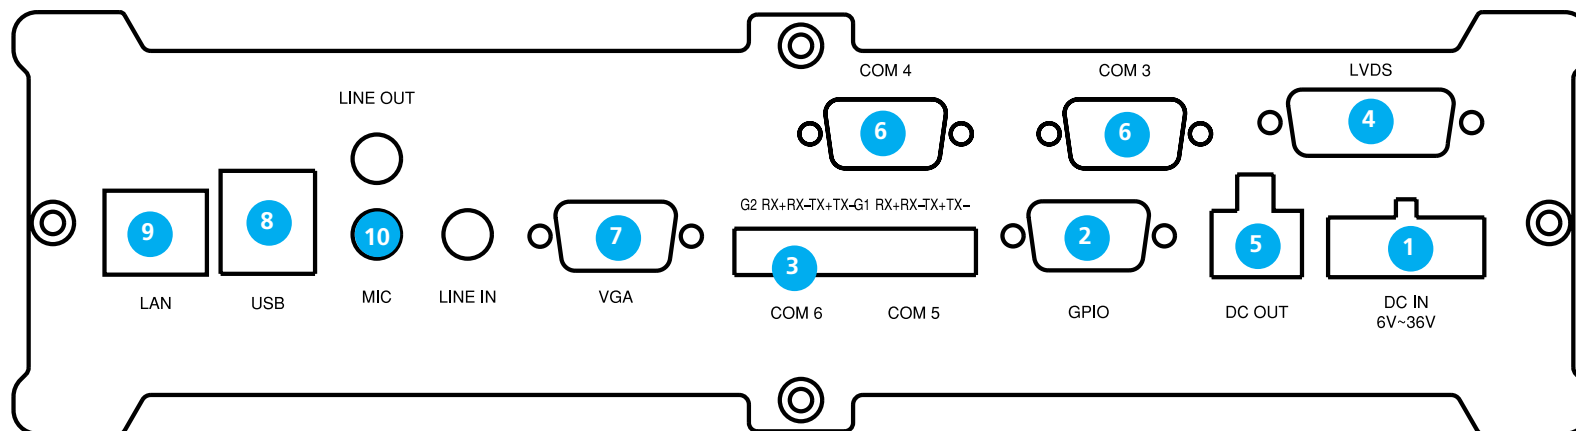 COM 4
COM 3
LVDS
LINE OUT
6
6
4
G2 RX+RX-TX+TX-G1 RX+RX-TX+TX-
9
8
10
7
3
2
5
1
LAN
USB
MIC
LINE IN
VGA
COM 6
COM 5
GPIO
DC OUT
DC IN
6V~36V